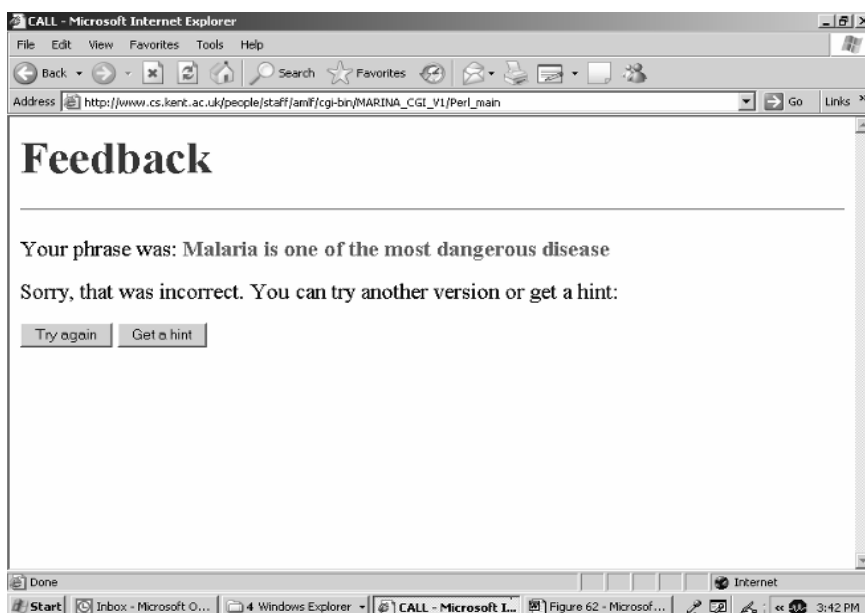 CALL - Microsoft Internet Explorer
File Edit View Favorites Tools Help
Back Search Favorites
Address http://www.cs.kent.ac.uk/people/staff/amlf/cgi-bin/MARINA_CGI_V1/Perl_main Go Links »
Feedback
Your phrase was: Malaria is one of the most dangerous disease
Sorry, that was incorrect. You can try another version or get a hint:
Try again Get a hint
Done Internet
Start Inbox - Microsoft O... 4 Windows Explorer CALL - Microsoft I... Figure 62 - Microsof... « 3:42 PM